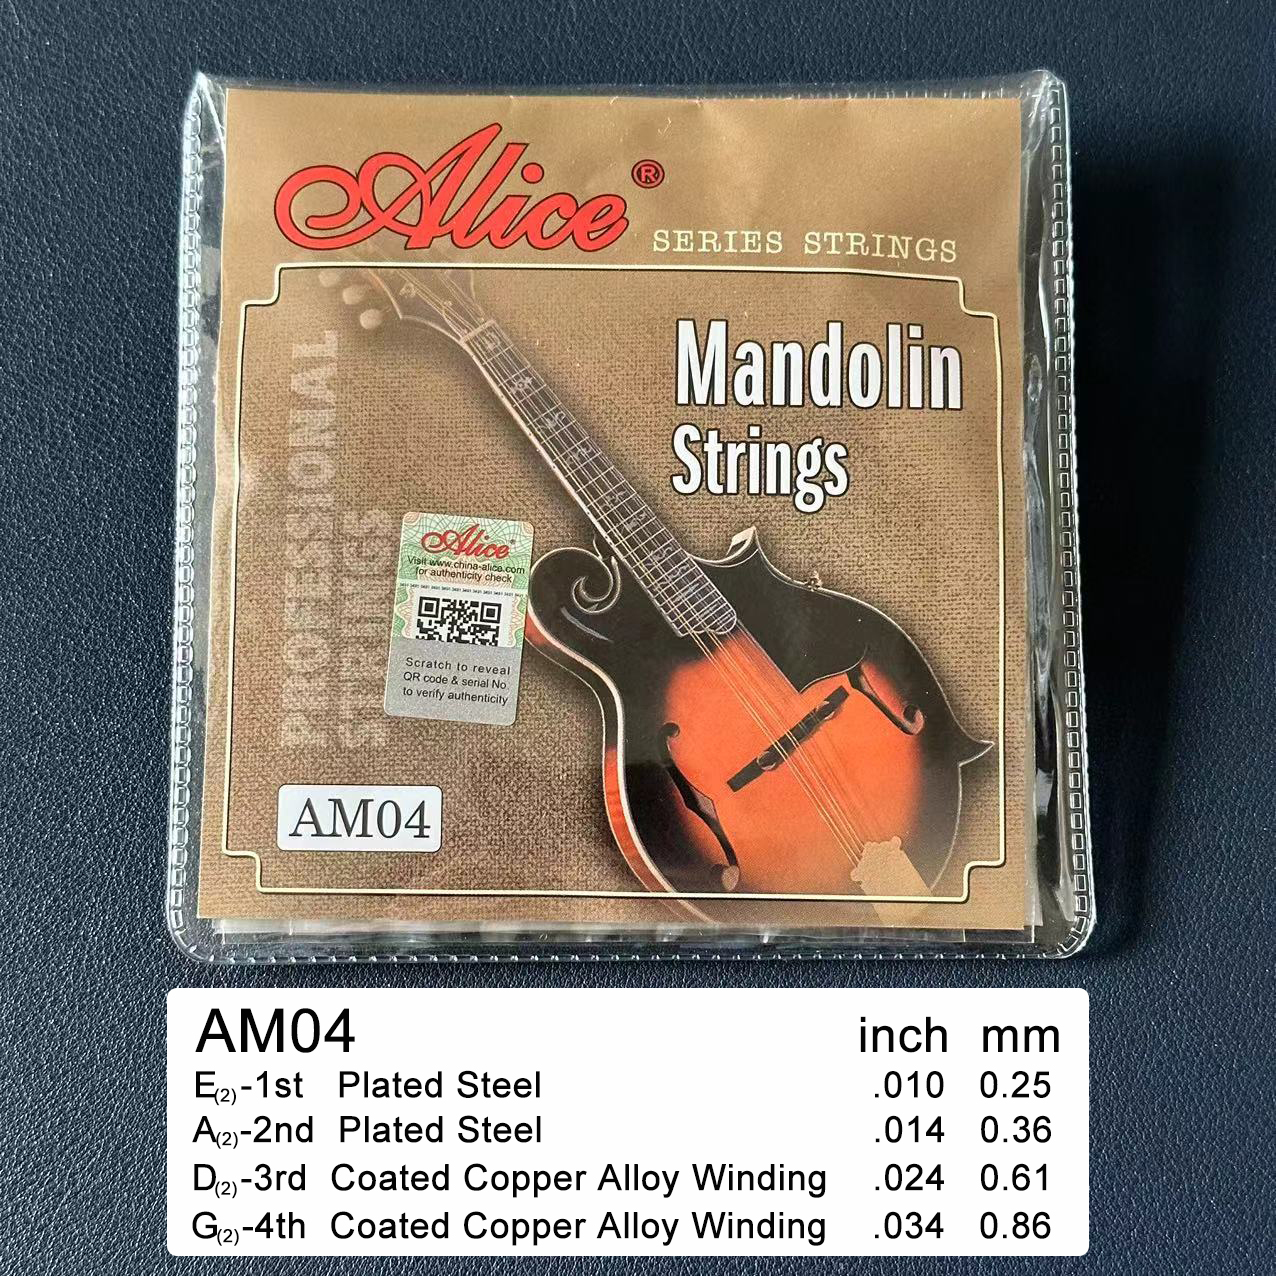 Alice®
SERIES STRINGS
Mandolin
Strings
PROFESSIONAL
STRINGS
Alice®
Visit www.china-alice.com
for authenticity check
Scratch to reveal
QR code & serial No.
to verify authenticity
AM04
AM04 inch mm
E(2)-1st Plated Steel .010 0.25
A(2)-2nd Plated Steel .014 0.36
D(2)-3rd Coated Copper Alloy Winding .024 0.61
G(2)-4th Coated Copper Alloy Winding .034 0.86